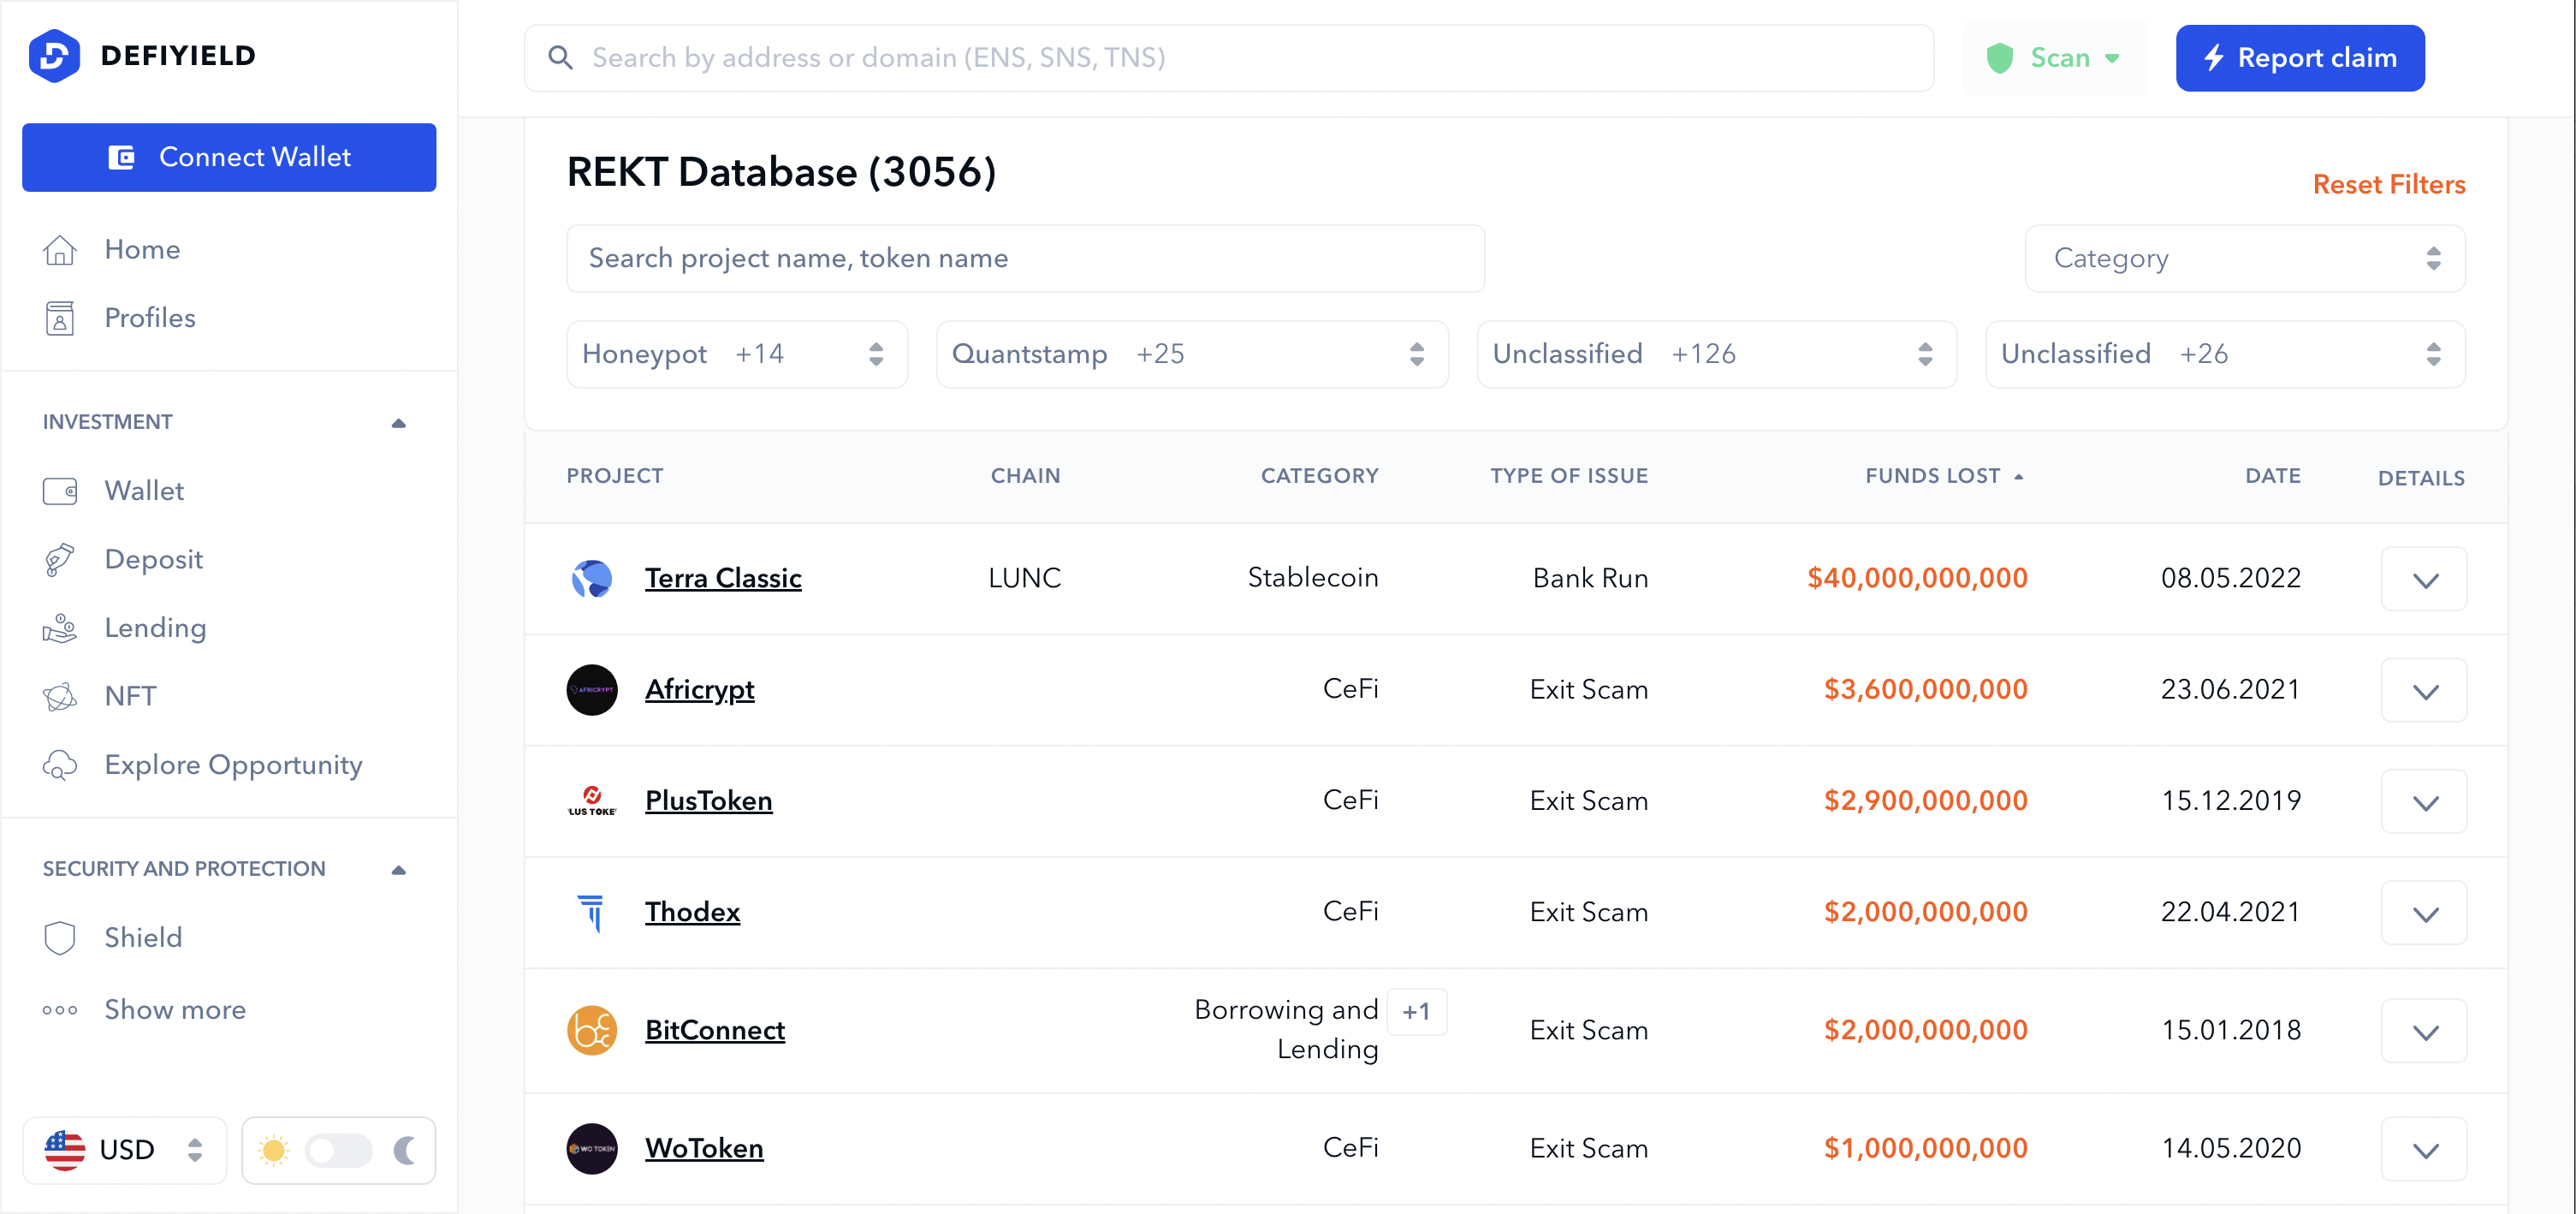 DEFIYIELD
Connect Wallet
Home
Profiles
INVESTMENT
Wallet
Deposit
Lending
NFT
Explore Opportunity
SECURITY AND PROTECTION
Shield
Show more
USD
Search by address or domain (ENS, SNS, TNS)
Scan
Report claim
REKT Database (3056)
Reset Filters
Search project name, token name
Category
Honeypot +14
Quantstamp +25
Unclassified +126
Unclassified +26
PROJECT CHAIN CATEGORY TYPE OF ISSUE FUNDS LOST DATE DETAILS
Terra Classic LUNC Stablecoin Bank Run $40,000,000,000 08.05.2022
AFRICRYPT
Africrypt CeFi Exit Scam $3,600,000,000 23.06.2021
LUS TOKE
PlusToken CeFi Exit Scam $2,900,000,000 15.12.2019
Thodex CeFi Exit Scam $2,000,000,000 22.04.2021
BitConnect Borrowing and Lending +1 Exit Scam $2,000,000,000 15.01.2018
WO TOKEN
WoToken CeFi Exit Scam $1,000,000,000 14.05.2020